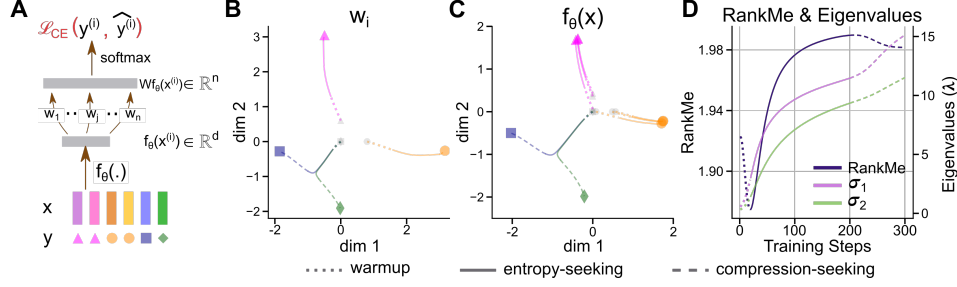 A
ℒCE (y⁽ⁱ⁾, ŷ⁽ⁱ⁾)
softmax
Wfθ(x⁽ⁱ⁾)∈ ℝⁿ
w₁ ·· wⱼ ·· wₙ
fθ(x⁽ⁱ⁾)∈ ℝᵈ
fθ(.)
x
y
B
wᵢ
dim 2
3
2
1
0
−1
−2
−2 0 2
dim 1
C
fθ(x)
dim 2
2
1
0
−1
−2
−2 0 2
dim 1
D
RankMe & Eigenvalues
RankMe
1.98
1.94
1.90
Eigenvalues (λ)
15
10
5
0
RankMe
σ₁
σ₂
0 100 200 300
Training Steps
warmup entropy-seeking compression-seeking